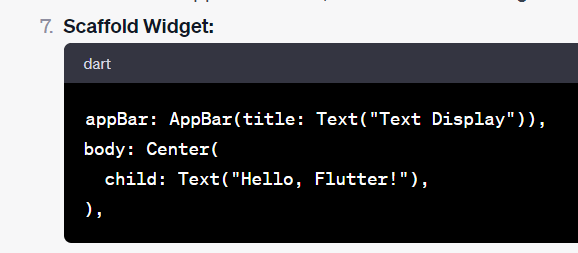 7. Scaffold Widget:
dart
appBar: AppBar(title: Text("Text Display")),
body: Center(
  child: Text("Hello, Flutter!"),
),